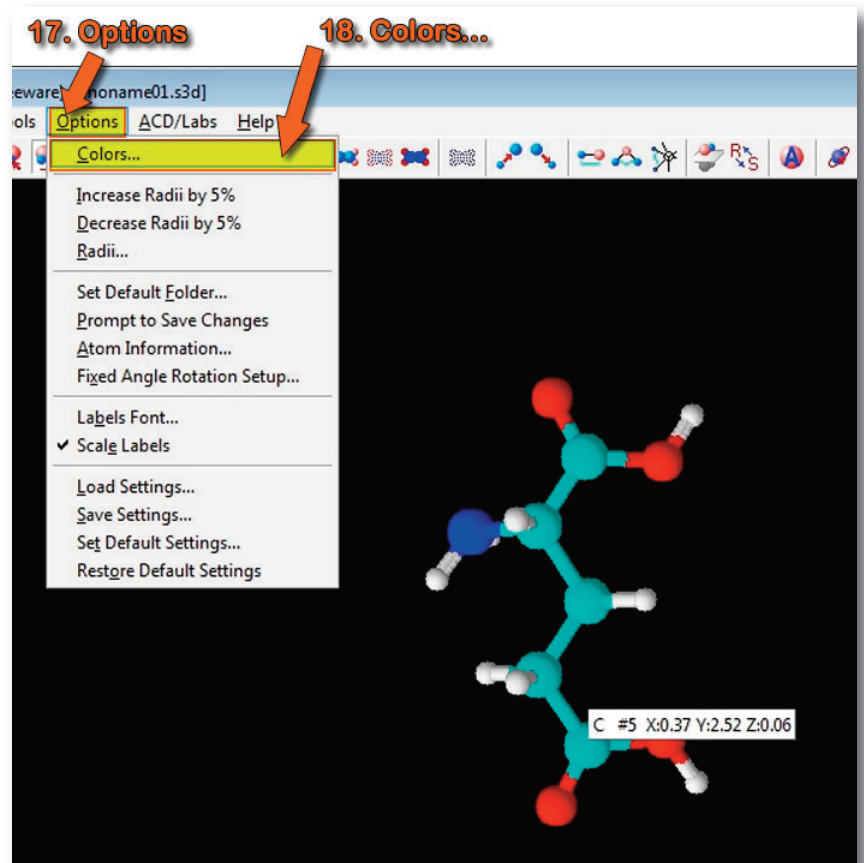 17. Options
18. Colors...
eware) noname01.s3d]
ols Options ACD/Labs Help
Colors...
R S
A
Increase Radii by 5%
Decrease Radii by 5%
Radii...
Set Default Folder...
Prompt to Save Changes
Atom Information...
Fixed Angle Rotation Setup...
Labels Font...
Scale Labels
Load Settings...
Save Settings...
Set Default Settings...
Restore Default Settings
C #5 X:0.37 Y:2.52 Z:0.06